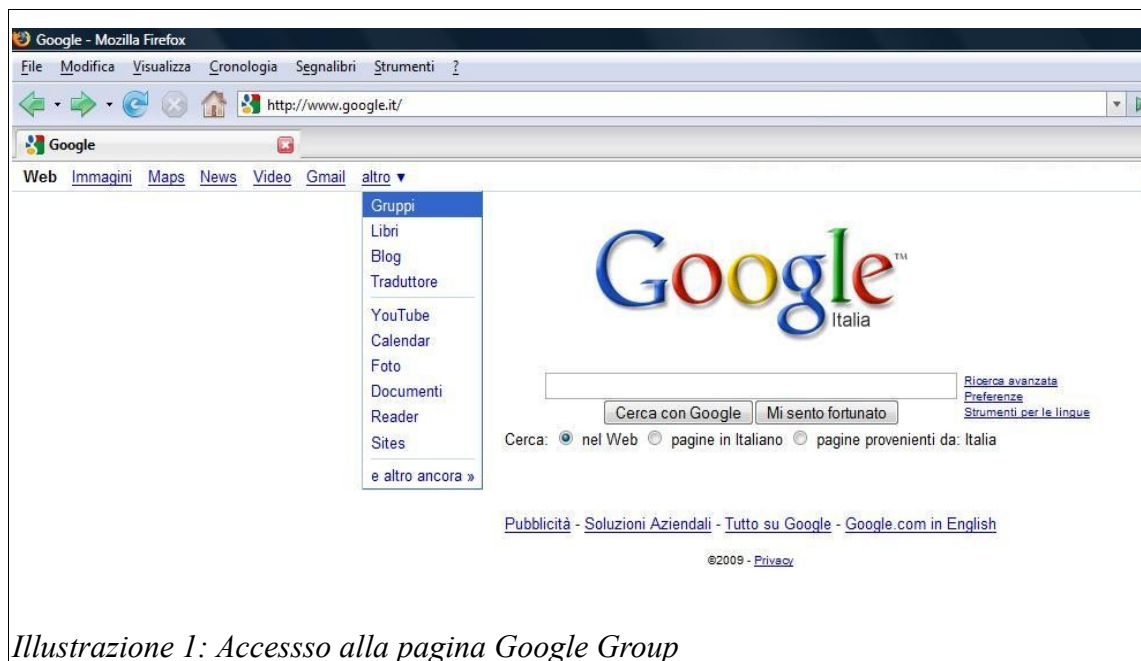 Google - Mozilla Firefox
File Modifica Visualizza Cronologia Segnalibri Strumenti ?
http://www.google.it/
Google
Web Immagini Maps News Video Gmail altro ▼
Gruppi
Libri
Blog
Traduttore
YouTube
Calendar
Foto
Documenti
Reader
Sites
e altro ancora »
Google™
Italia
Ricerca avanzata
Preferenze
Strumenti per le lingue
Cerca con Google Mi sento fortunato
Cerca: nel Web pagine in Italiano pagine provenienti da: Italia
Pubblicità - Soluzioni Aziendali - Tutto su Google - Google.com in English
©2009 - Privacy
Illustrazione 1: Accessso alla pagina Google Group